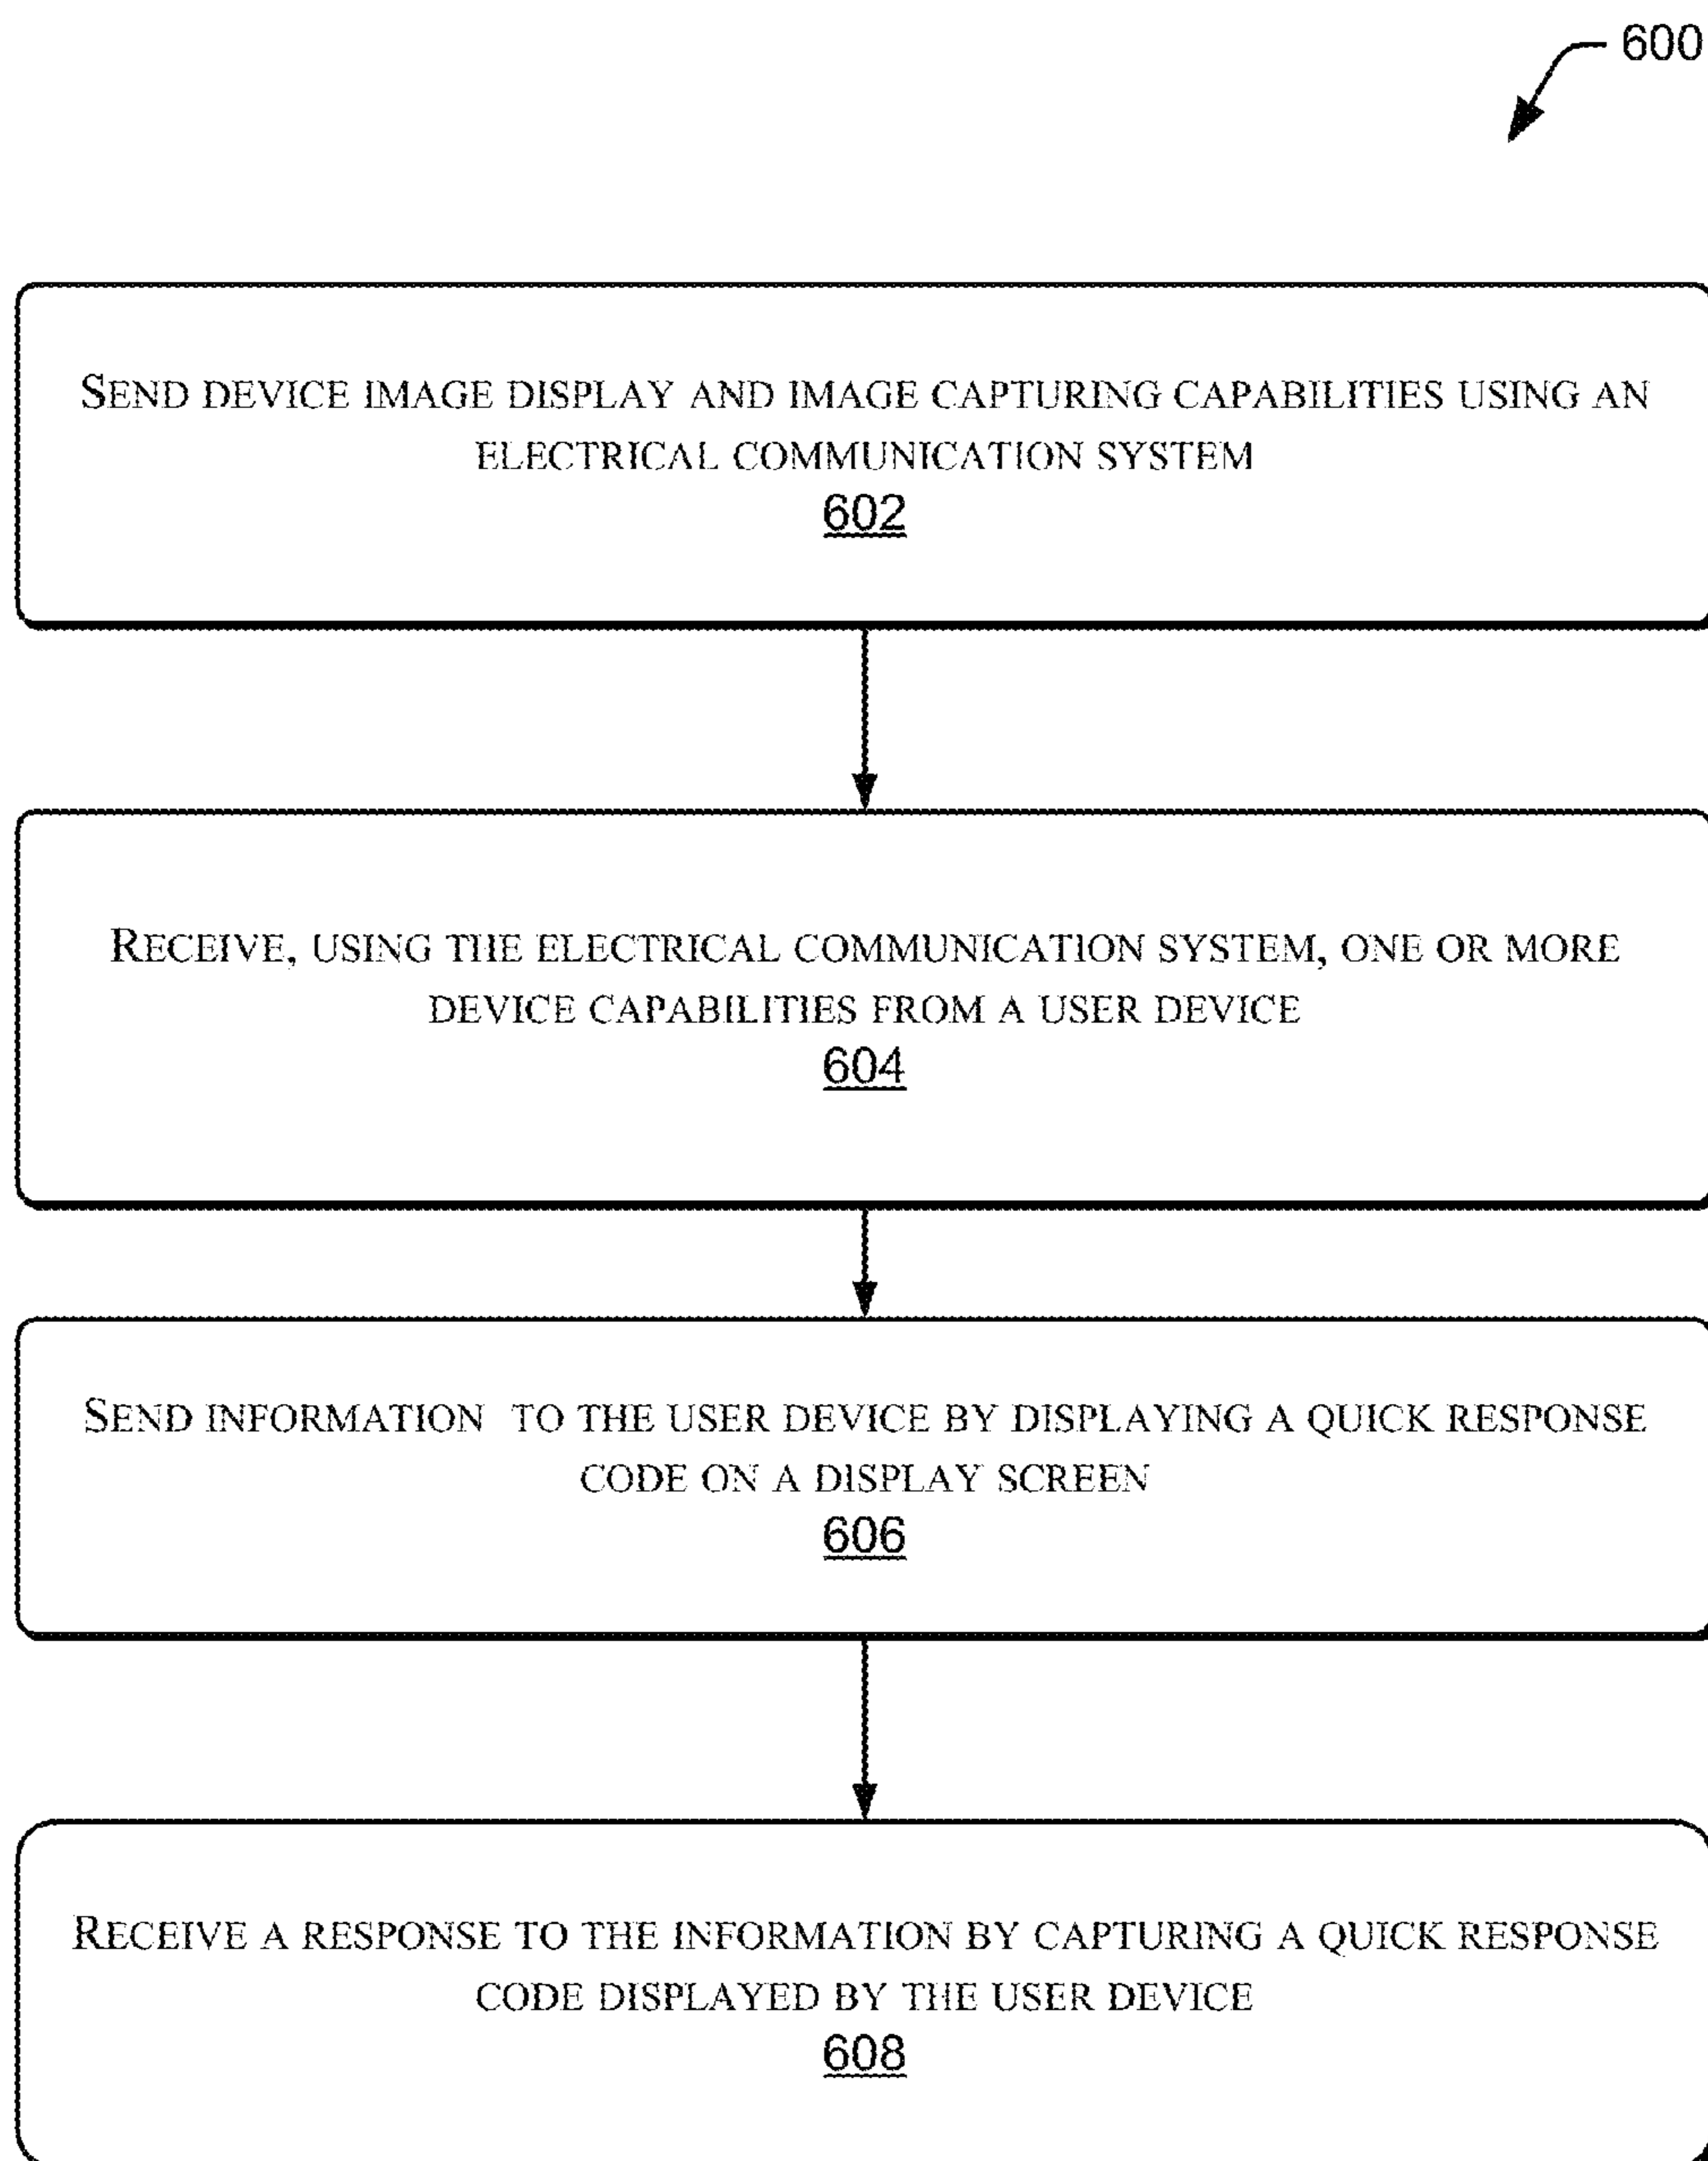 600
SEND DEVICE IMAGE DISPLAY AND IMAGE CAPTURING CAPABILITIES USING AN
ELECTRICAL COMMUNICATION SYSTEM
602
RECEIVE, USING THE ELECTRICAL COMMUNICATION SYSTEM, ONE OR MORE
DEVICE CAPABILITIES FROM A USER DEVICE
604
SEND INFORMATION TO THE USER DEVICE BY DISPLAYING A QUICK RESPONSE
CODE ON A DISPLAY SCREEN
606
RECEIVE A RESPONSE TO THE INFORMATION BY CAPTURING A QUICK RESPONSE
CODE DISPLAYED BY THE USER DEVICE
608